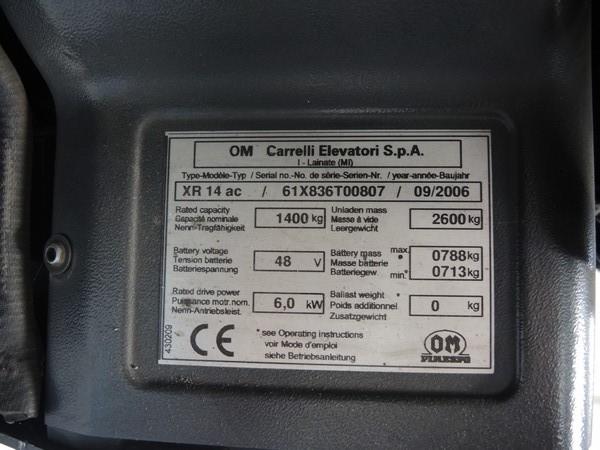 OM Carrelli Elevatori S.p.A.
I - Lainate (MI)
Type-Modèle-Typ / Serial no.-No. de série-Serien-Nr. / year-année-Baujahr
XR 14 ac / 61X836T00807 / 09/2006
Rated capacity
Capacité nominale
Nenn-Tragfähigkeit
1400 kg
Unladen mass
Masse à vide
Leergewicht
2600 kg
Battery voltage
Tension batterie
Batteriespannung
48 V
Battery mass max.
Masse batterie *
Batteriegew. min.*
0788 kg
0713 kg
Rated drive power
Puissance motr.nom.
Nenn-Antriebsleist.
6,0 kW
Ballast weight *
Poids additionnel
Zusatzgewicht
0 kg
430209
CE
* see Operating instructions
voir Mode d'emploi
siehe Betriebsanleitung
OM
PIMESPO